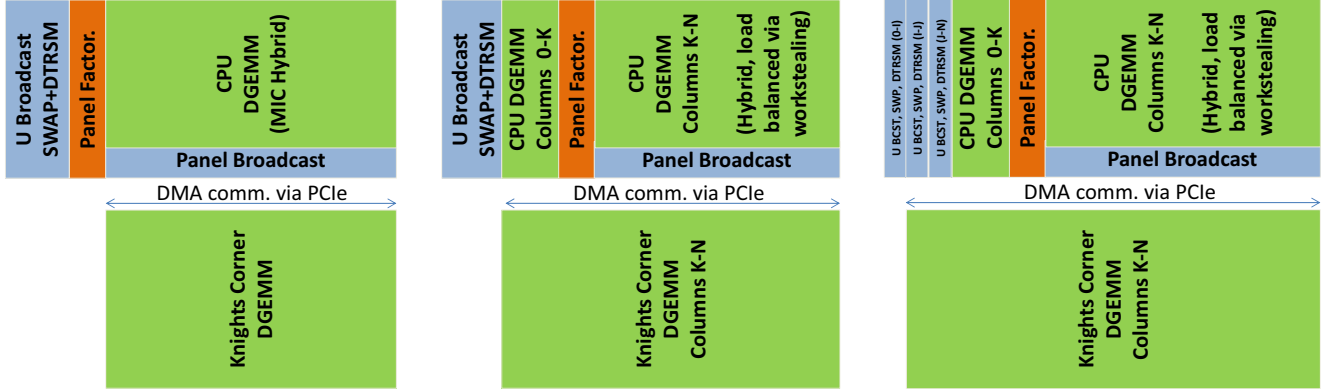 U Broadcast
SWAP+DTRSM
Panel Factor.
CPU
DGEMM
(MIC Hybrid)
Panel Broadcast
DMA comm. via PCIe
Knights Corner
DGEMM
U Broadcast
SWAP+DTRSM
CPU DGEMM
Columns 0-K
Panel Factor.
CPU
DGEMM
Columns K-N
(Hybrid, load
balanced via
workstealing)
Panel Broadcast
DMA comm. via PCIe
Knights Corner
DGEMM
Columns K-N
U BCST, SWP, DTRSM (0-I)
U BCST, SWP, DTRSM (I-J)
U BCST, SWP, DTRSM (J-N)
CPU DGEMM
Columns 0-K
Panel Factor.
CPU
DGEMM
Columns K-N
(Hybrid, load
balanced via
workstealing)
Panel Broadcast
DMA comm. via PCIe
Knights Corner
DGEMM
Columns K-N